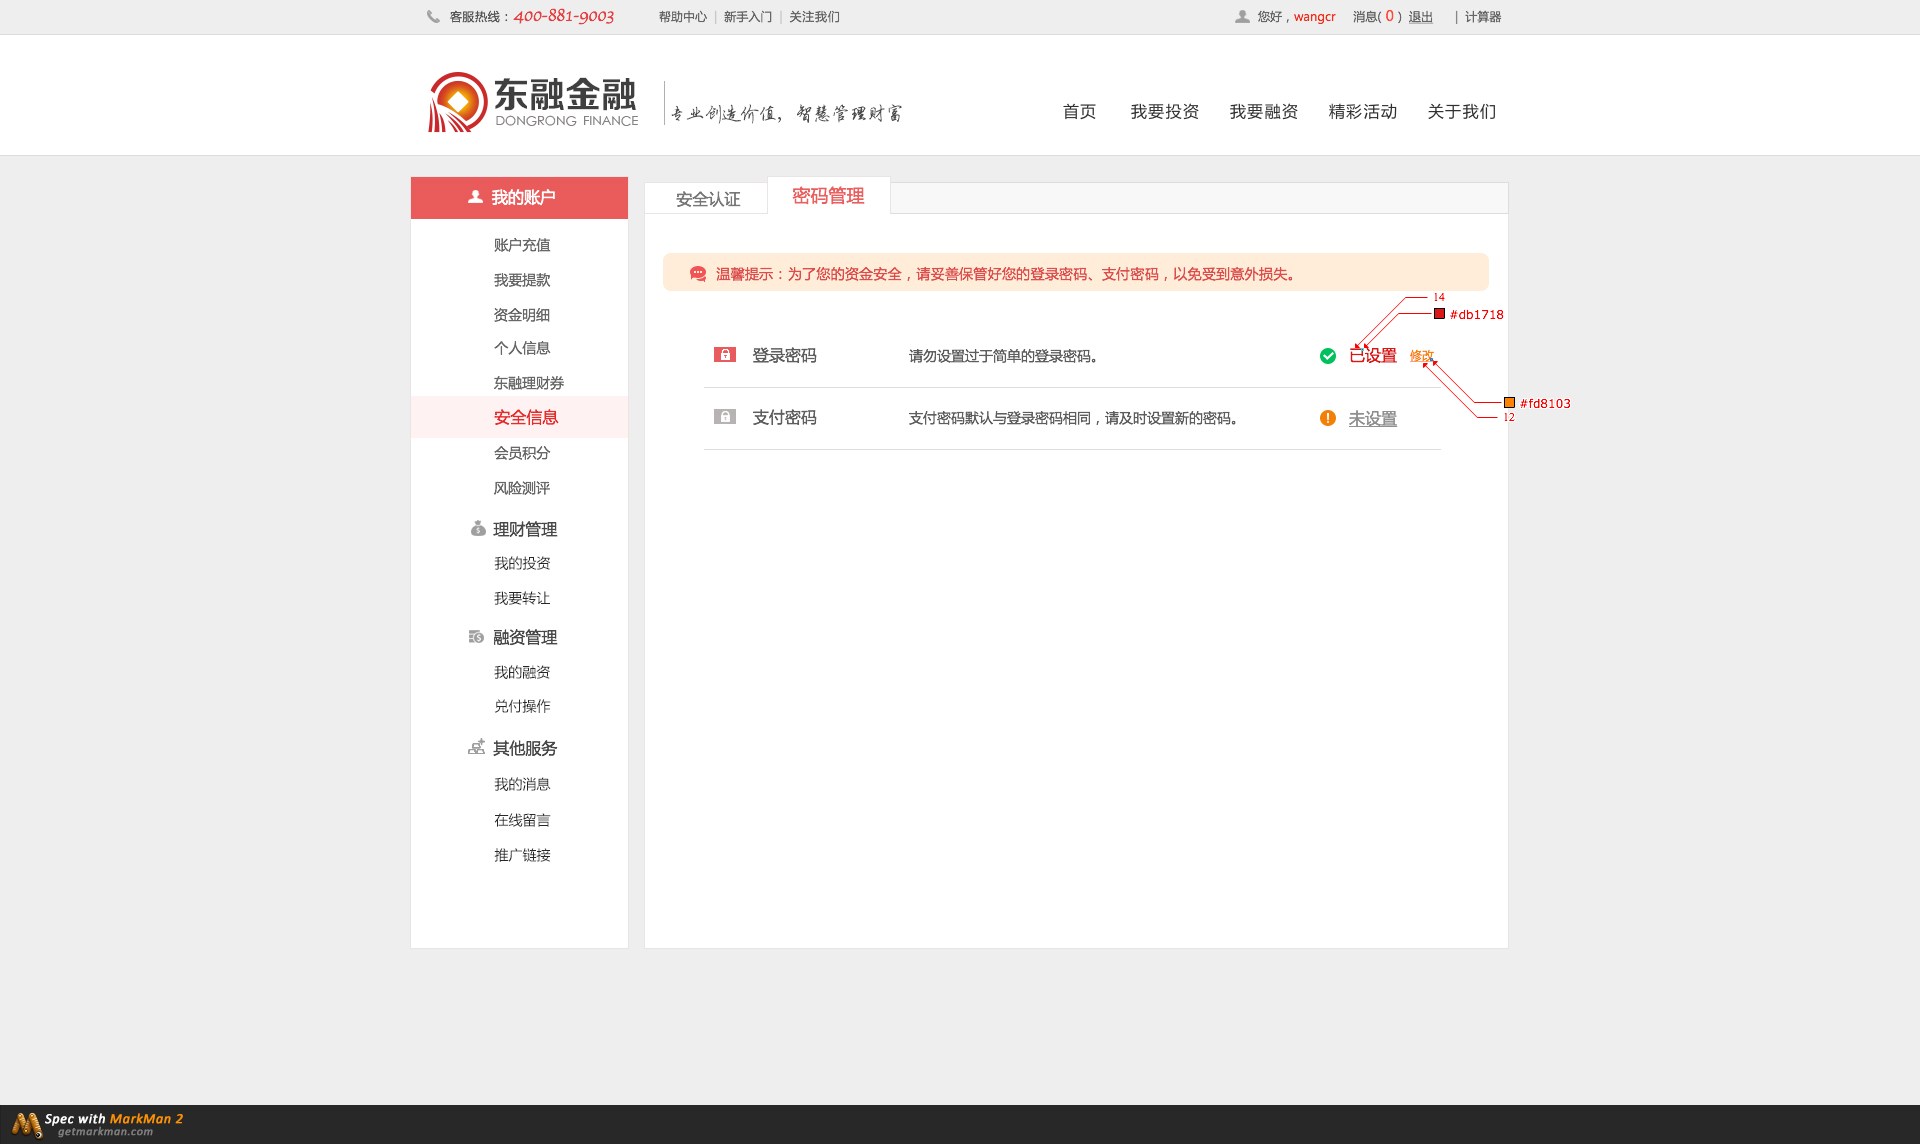 客服热线：400-881-9003 帮助中心 | 新手入门 | 关注我们 您好，wangcr 消息( 0 ) 退出 | 计算器
东融金融
DONGRONG FINANCE
专业创造价值，智慧管理财富
首页 我要投资 我要融资 精彩活动 关于我们
我的账户
账户充值
我要提款
资金明细
个人信息
东融理财券
安全信息
会员积分
风险测评
理财管理
我的投资
我要转让
融资管理
我的融资
兑付操作
其他服务
我的消息
在线留言
推广链接
安全认证 密码管理
温馨提示：为了您的资金安全，请妥善保管好您的登录密码、支付密码，以免受到意外损失。
14
#db1718
登录密码 请勿设置过于简单的登录密码。 已设置 修改
#fd8103
12
支付密码 支付密码默认与登录密码相同，请及时设置新的密码。 未设置
Spec with MarkMan 2
getmarkman.com